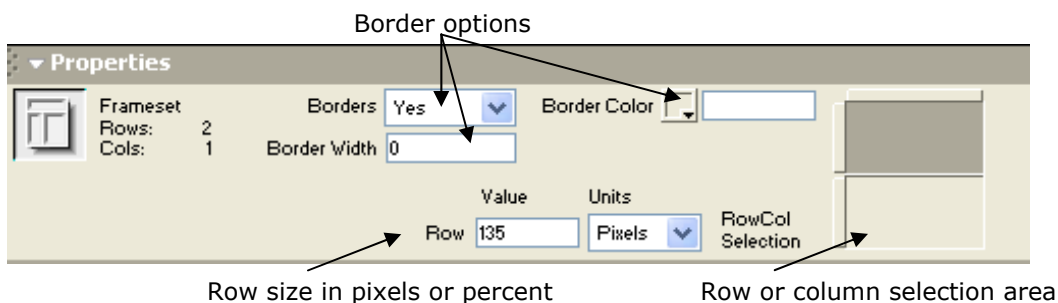 Border options
Properties
Frameset
Rows: 2
Cols: 1
Borders Yes
Border Color
Border Width 0
Value Units
Row 135 Pixels
RowCol
Selection
Row size in pixels or percent
Row or column selection area